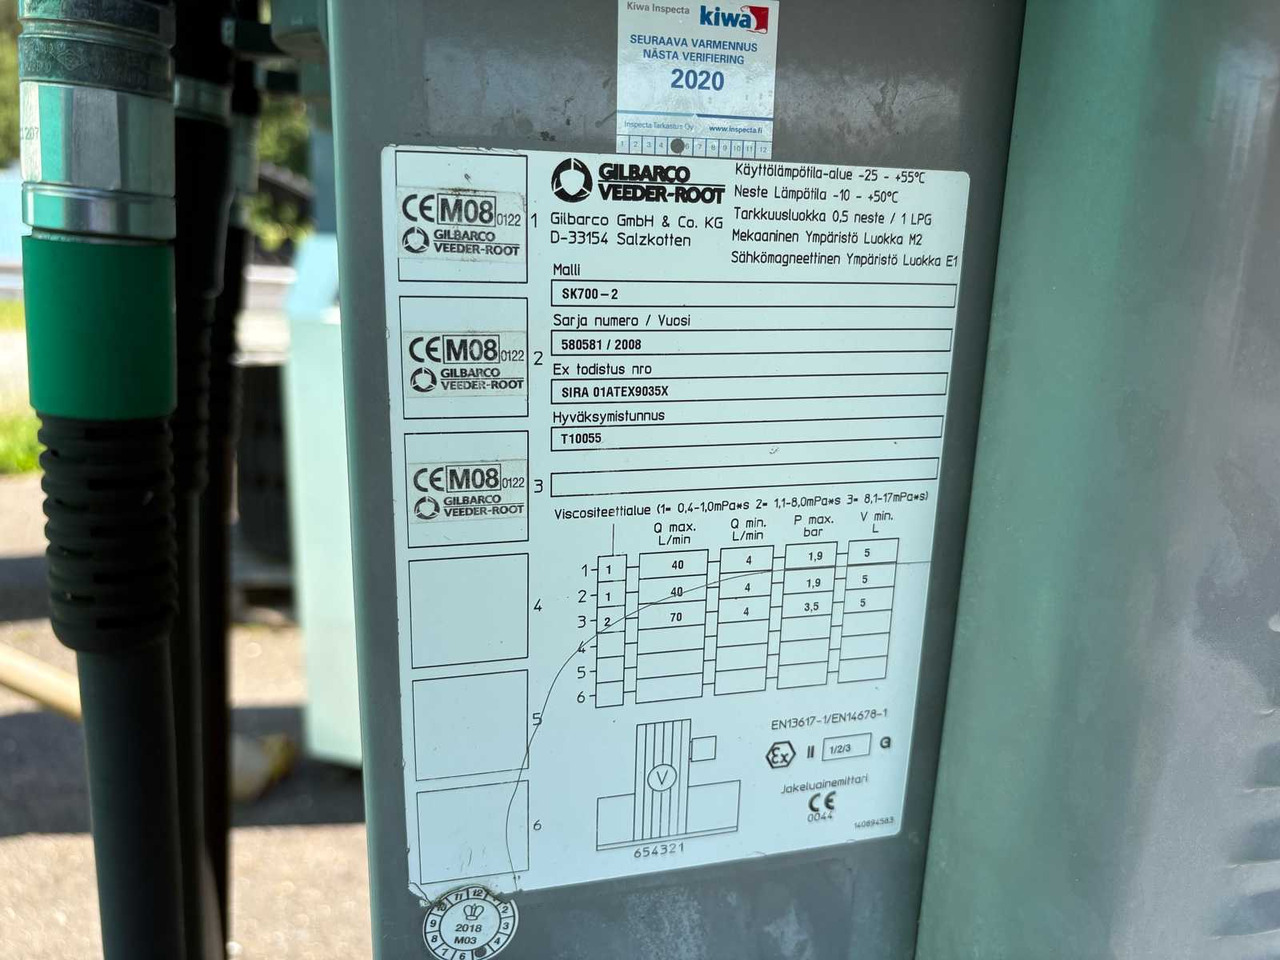 Kiwa Inspecta kiwa
SEURAAVA VARMENNUS
NÄSTA VERIFIERING
2020
Inspecta Tarkastus Oy www.inspecta.fi
1 2 3 4 6 7 8 9 10 11 12
GILBARCO
VEEDER-ROOT
Gilbarco GmbH & Co. KG
D-33154 Salzkotten
Käyttölämpötila-alue -25 - +55°C
Neste Lämpötila -10 - +50°C
Tarkkuusluokka 0,5 neste / 1 LPG
Mekaaninen Ympäristö Luokka M2
Sähkömagneettinen Ympäristö Luokka E1
CE M08 0122 1
GILBARCO
VEEDER-ROOT
CE M08 0122 2
GILBARCO
VEEDER-ROOT
CE M08 0122 3
GILBARCO
VEEDER-ROOT
4
5
6
Malli
SK700-2
Sarja numero / Vuosi
580581 / 2008
Ex todistus nro
SIRA 01ATEX9035X
Hyväksymistunnus
T10055
Viscositeettialue (1= 0,4-1,0mPa*s 2= 1,1-8,0mPa*s 3= 8,1-17mPa*s)
Q max. L/min Q min. L/min P max. bar V min. L
1 1 40 4 1,9 5
2 1 40 4 1,9 5
3 2 70 4 3,5 5
4
5
6
V
654321
EN13617-1/EN14678-1
Ex II 1/2/3 G
Jakeluainemittari
CE
0044
140894583
2018
M03